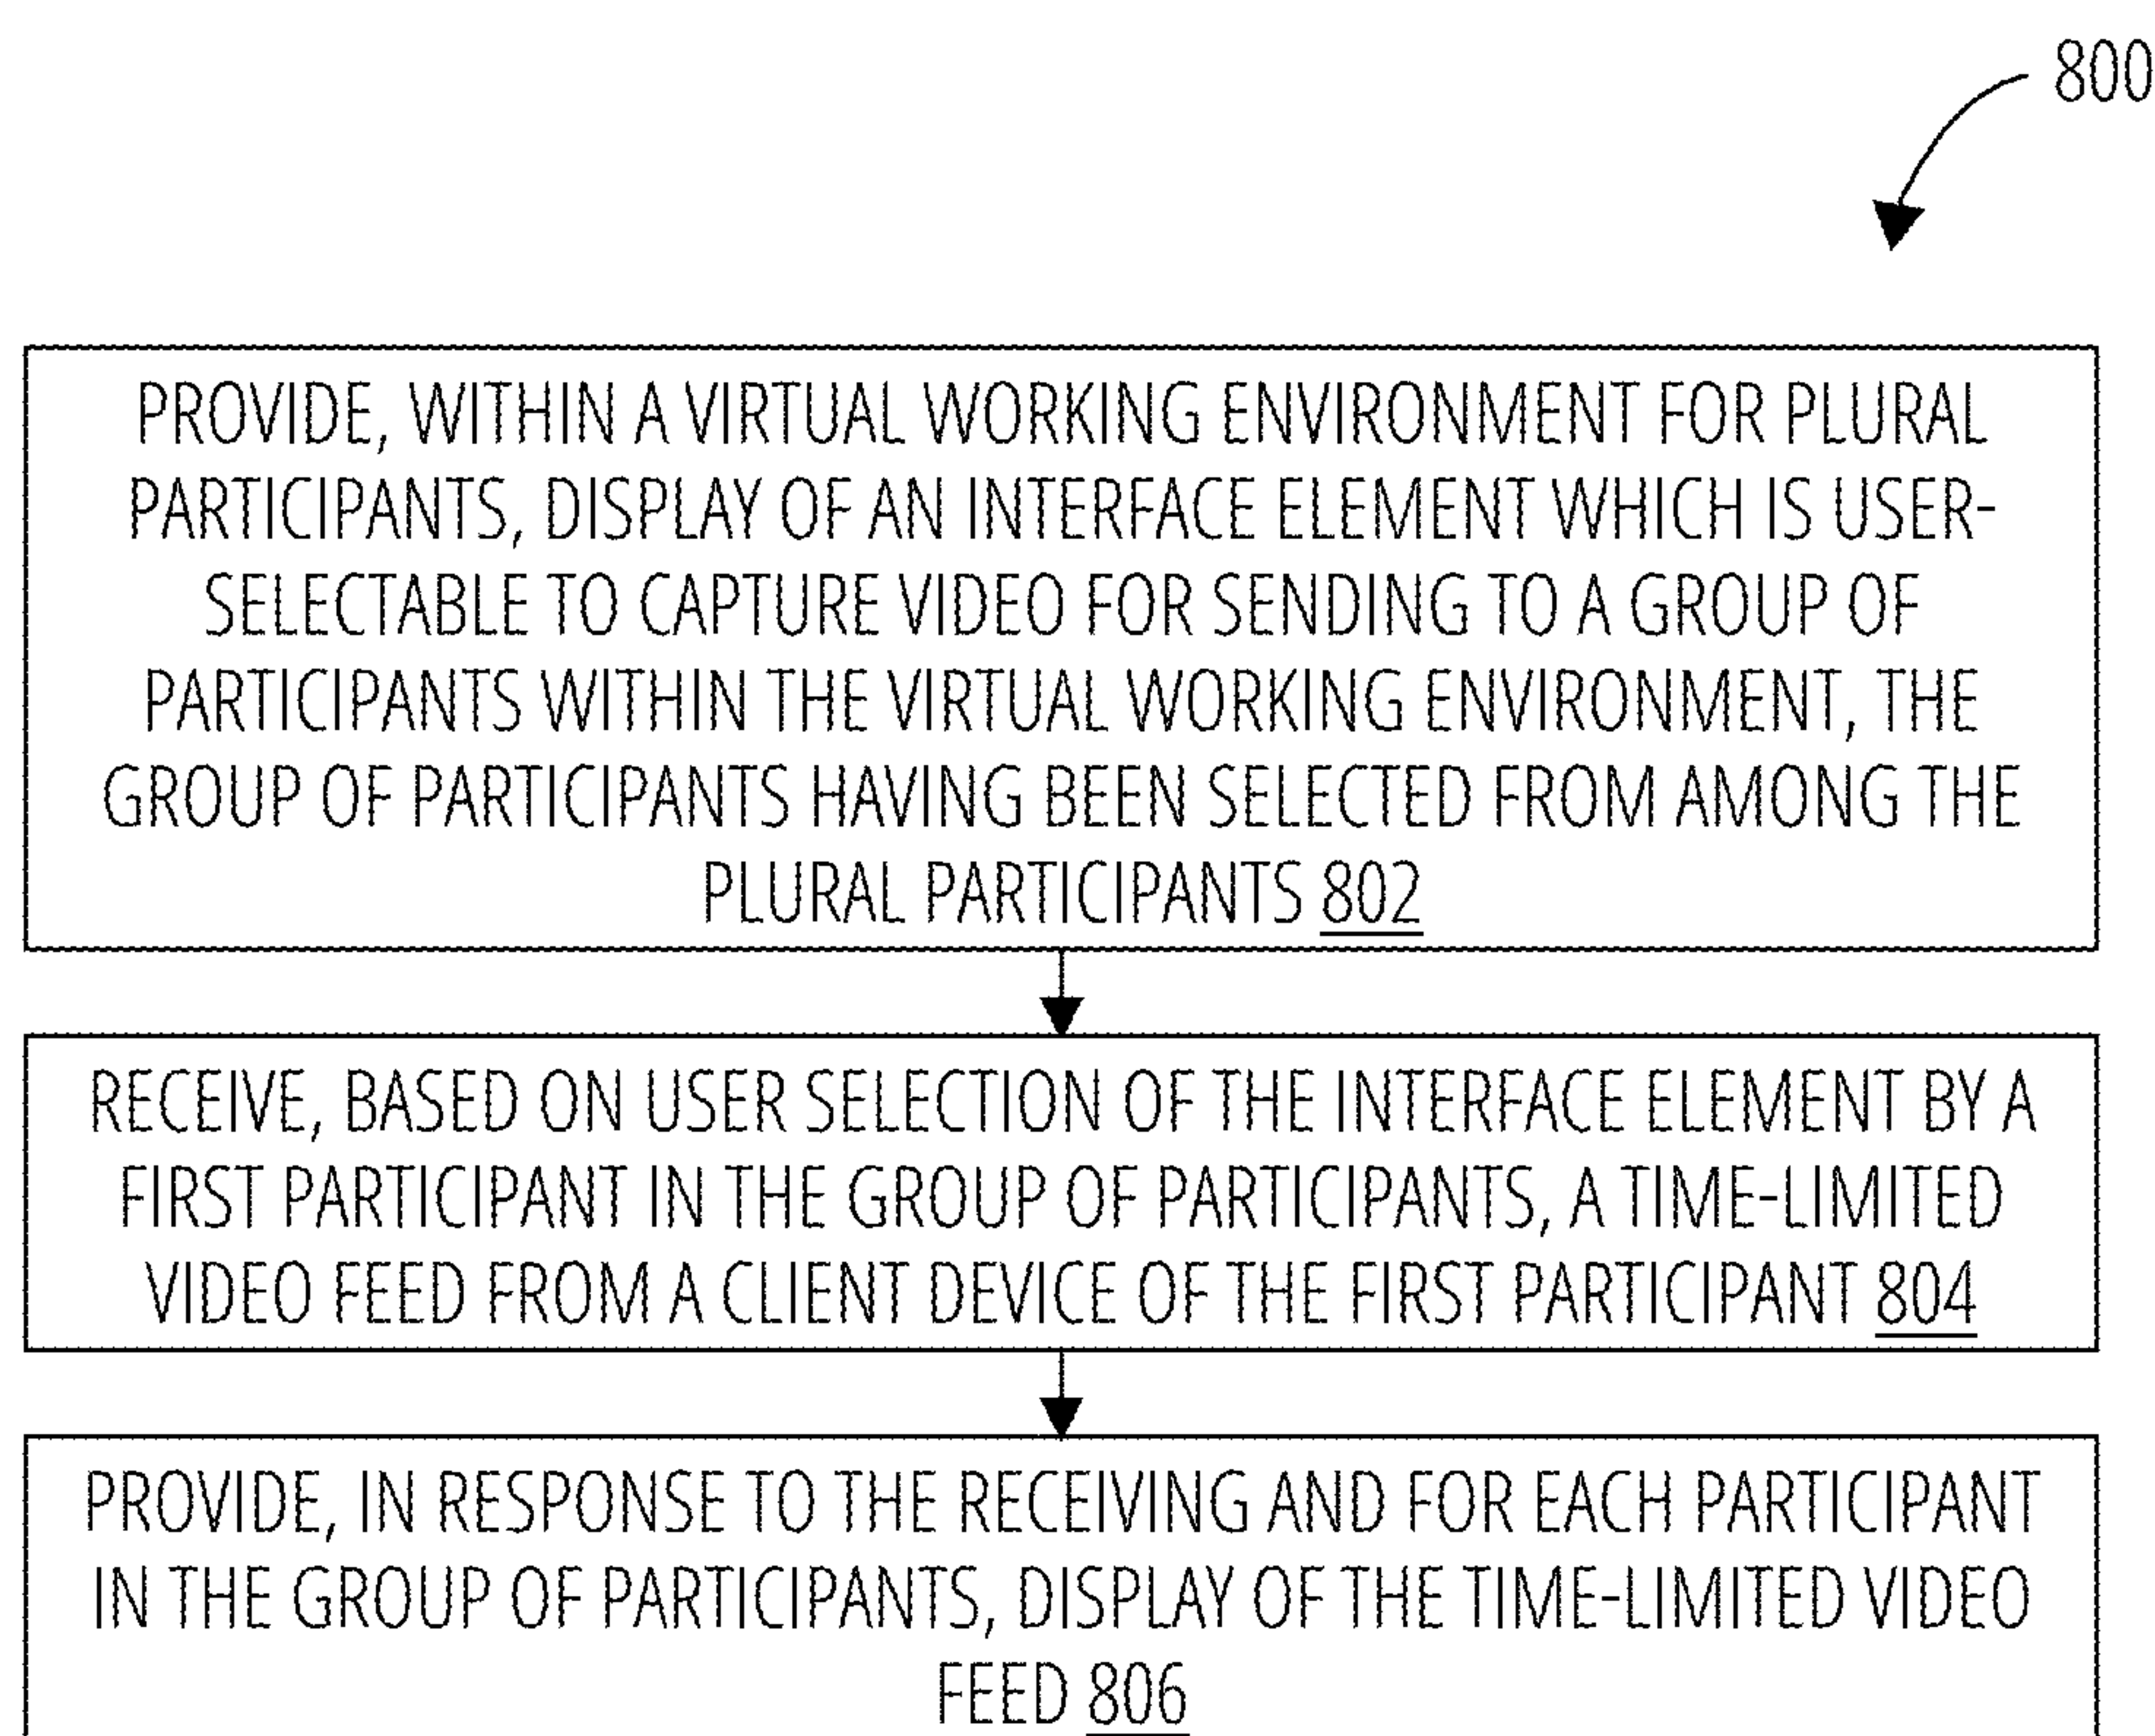 800
PROVIDE, WITHIN A VIRTUAL WORKING ENVIRONMENT FOR PLURAL
PARTICIPANTS, DISPLAY OF AN INTERFACE ELEMENT WHICH IS USER-
SELECTABLE TO CAPTURE VIDEO FOR SENDING TO A GROUP OF
PARTICIPANTS WITHIN THE VIRTUAL WORKING ENVIRONMENT, THE
GROUP OF PARTICIPANTS HAVING BEEN SELECTED FROM AMONG THE
PLURAL PARTICIPANTS 802
RECEIVE, BASED ON USER SELECTION OF THE INTERFACE ELEMENT BY A
FIRST PARTICIPANT IN THE GROUP OF PARTICIPANTS, A TIME-LIMITED
VIDEO FEED FROM A CLIENT DEVICE OF THE FIRST PARTICIPANT 804
PROVIDE, IN RESPONSE TO THE RECEIVING AND FOR EACH PARTICIPANT
IN THE GROUP OF PARTICIPANTS, DISPLAY OF THE TIME-LIMITED VIDEO
FEED 806